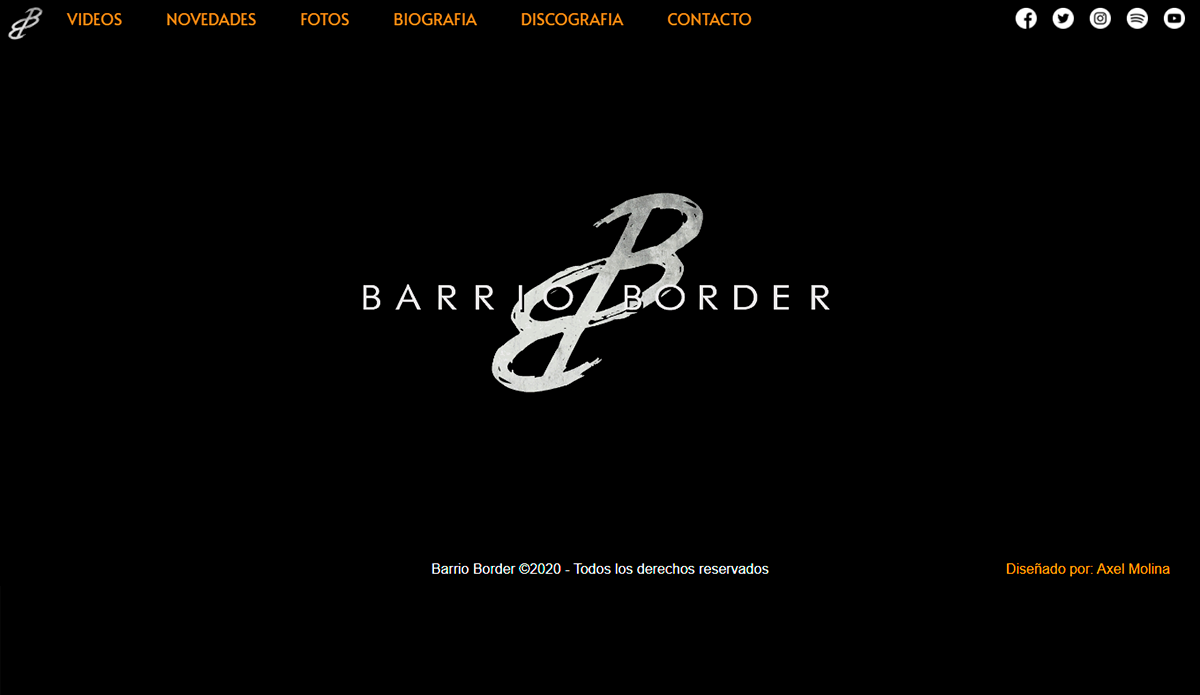 VIDEOS NOVEDADES FOTOS BIOGRAFIA DISCOGRAFIA CONTACTO
BARRIO BORDER
Barrio Border ©2020 - Todos los derechos reservados
Diseñado por: Axel Molina